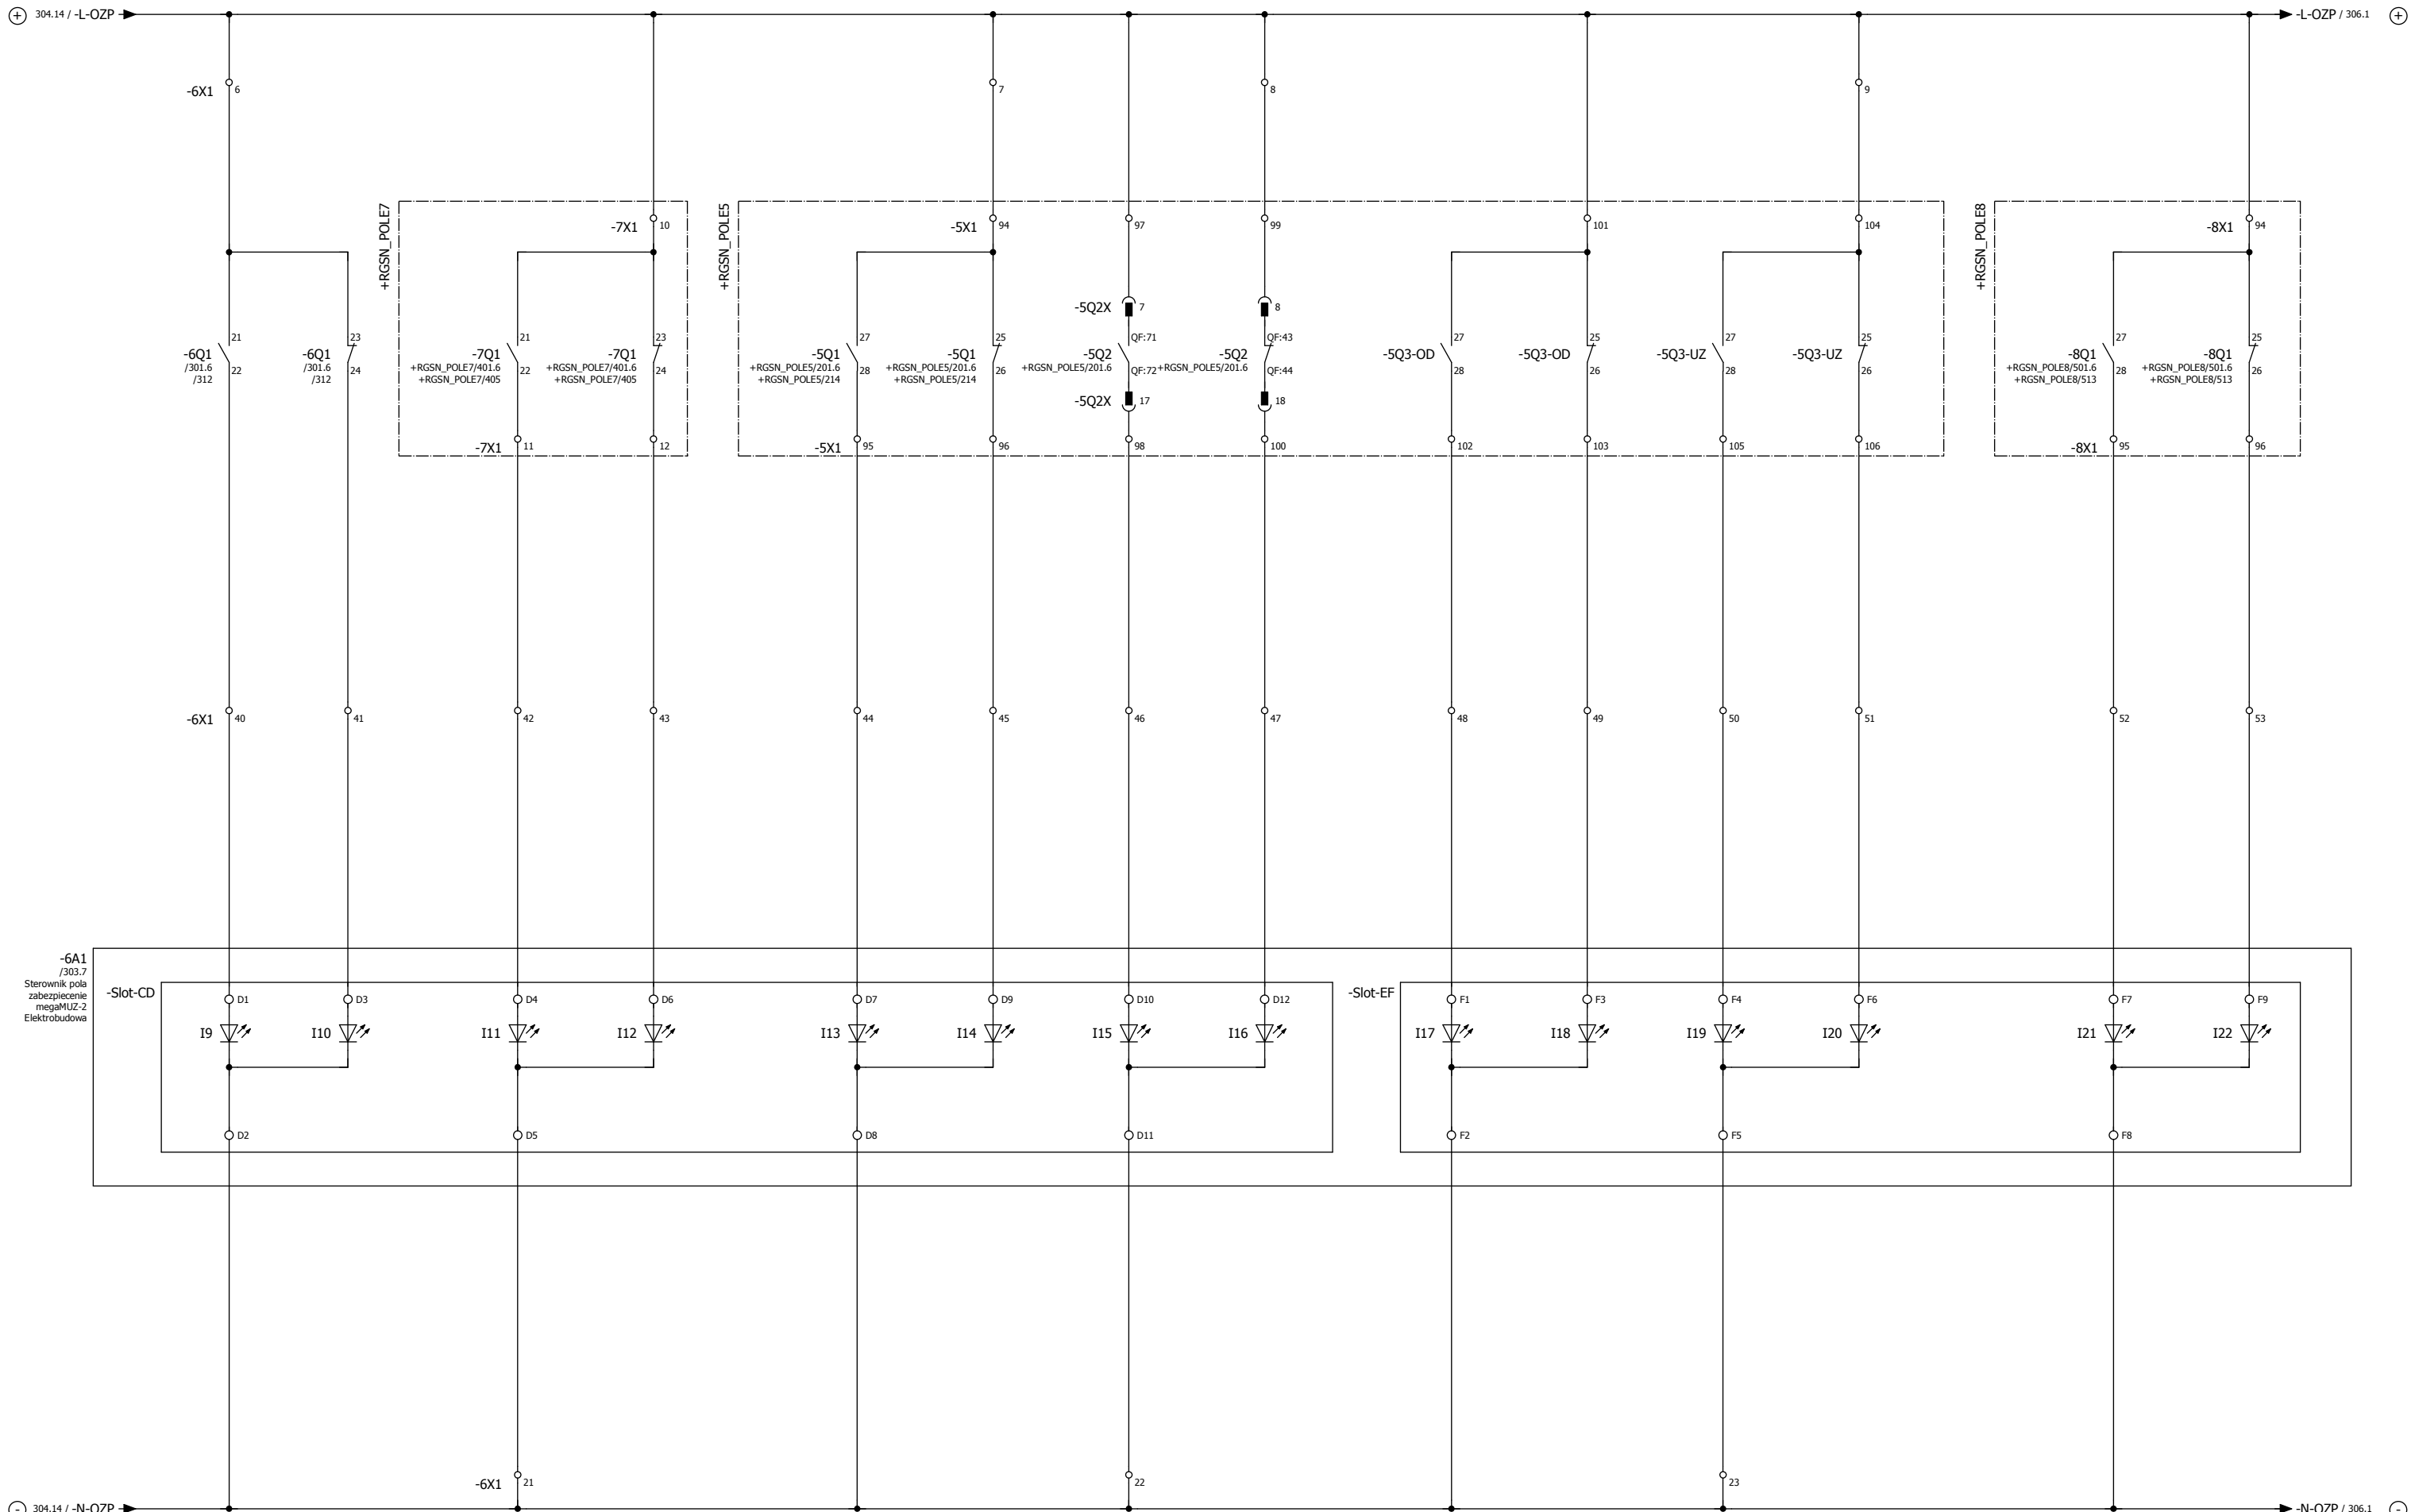 + 304.14 / -L-OZP -L-OZP / 306.1 +
-6X1 6 7 8 9
+RGSN_POLE7 +RGSN_POLE5 +RGSN_POLE8
-7X1 10 -5X1 94 97 99 101 104 -8X1 94
-5Q2X 7 8
21 23 21 23 27 25 QF:71 QF:43 27 25 27 25 27 25
-6Q1 -6Q1 -7Q1 -7Q1 -5Q1 -5Q1 -5Q2 -5Q2 -5Q3-OD -5Q3-OD -5Q3-UZ -5Q3-UZ -8Q1 -8Q1
/301.6 /301.6 +RGSN_POLE7/401.6 +RGSN_POLE7/401.6 +RGSN_POLE5/201.6 +RGSN_POLE5/201.6 +RGSN_POLE5/201.6 +RGSN_POLE5/201.6 +RGSN_POLE8/501.6 +RGSN_POLE8/501.6
22 24 22 24 28 26 QF:72 QF:44 28 26 28 26 28 26
/312 /312 +RGSN_POLE7/405 +RGSN_POLE7/405 +RGSN_POLE5/214 +RGSN_POLE5/214 +RGSN_POLE8/513 +RGSN_POLE8/513
-5Q2X 17 18
-7X1 11 12 -5X1 95 96 98 100 102 103 105 106 -8X1 95 96
-6X1 40 41 42 43 44 45 46 47 48 49 50 51 52 53
-6A1
/303.7
Sterownik pola
zabezpiecenie
megaMUZ-2
Elektrobudowa
-Slot-CD -Slot-EF
D1 D3 D4 D6 D7 D9 D10 D12 F1 F3 F4 F6 F7 F9
I9 I10 I11 I12 I13 I14 I15 I16 I17 I18 I19 I20 I21 I22
D2 D5 D8 D11 F2 F5 F8
-6X1 21 22 23
- 304.14 / -N-OZP -N-OZP / 306.1 -